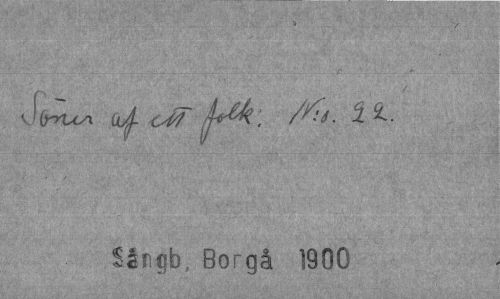 Söner af ett folk. N:o. 22.
Sångb, Borgå 1900